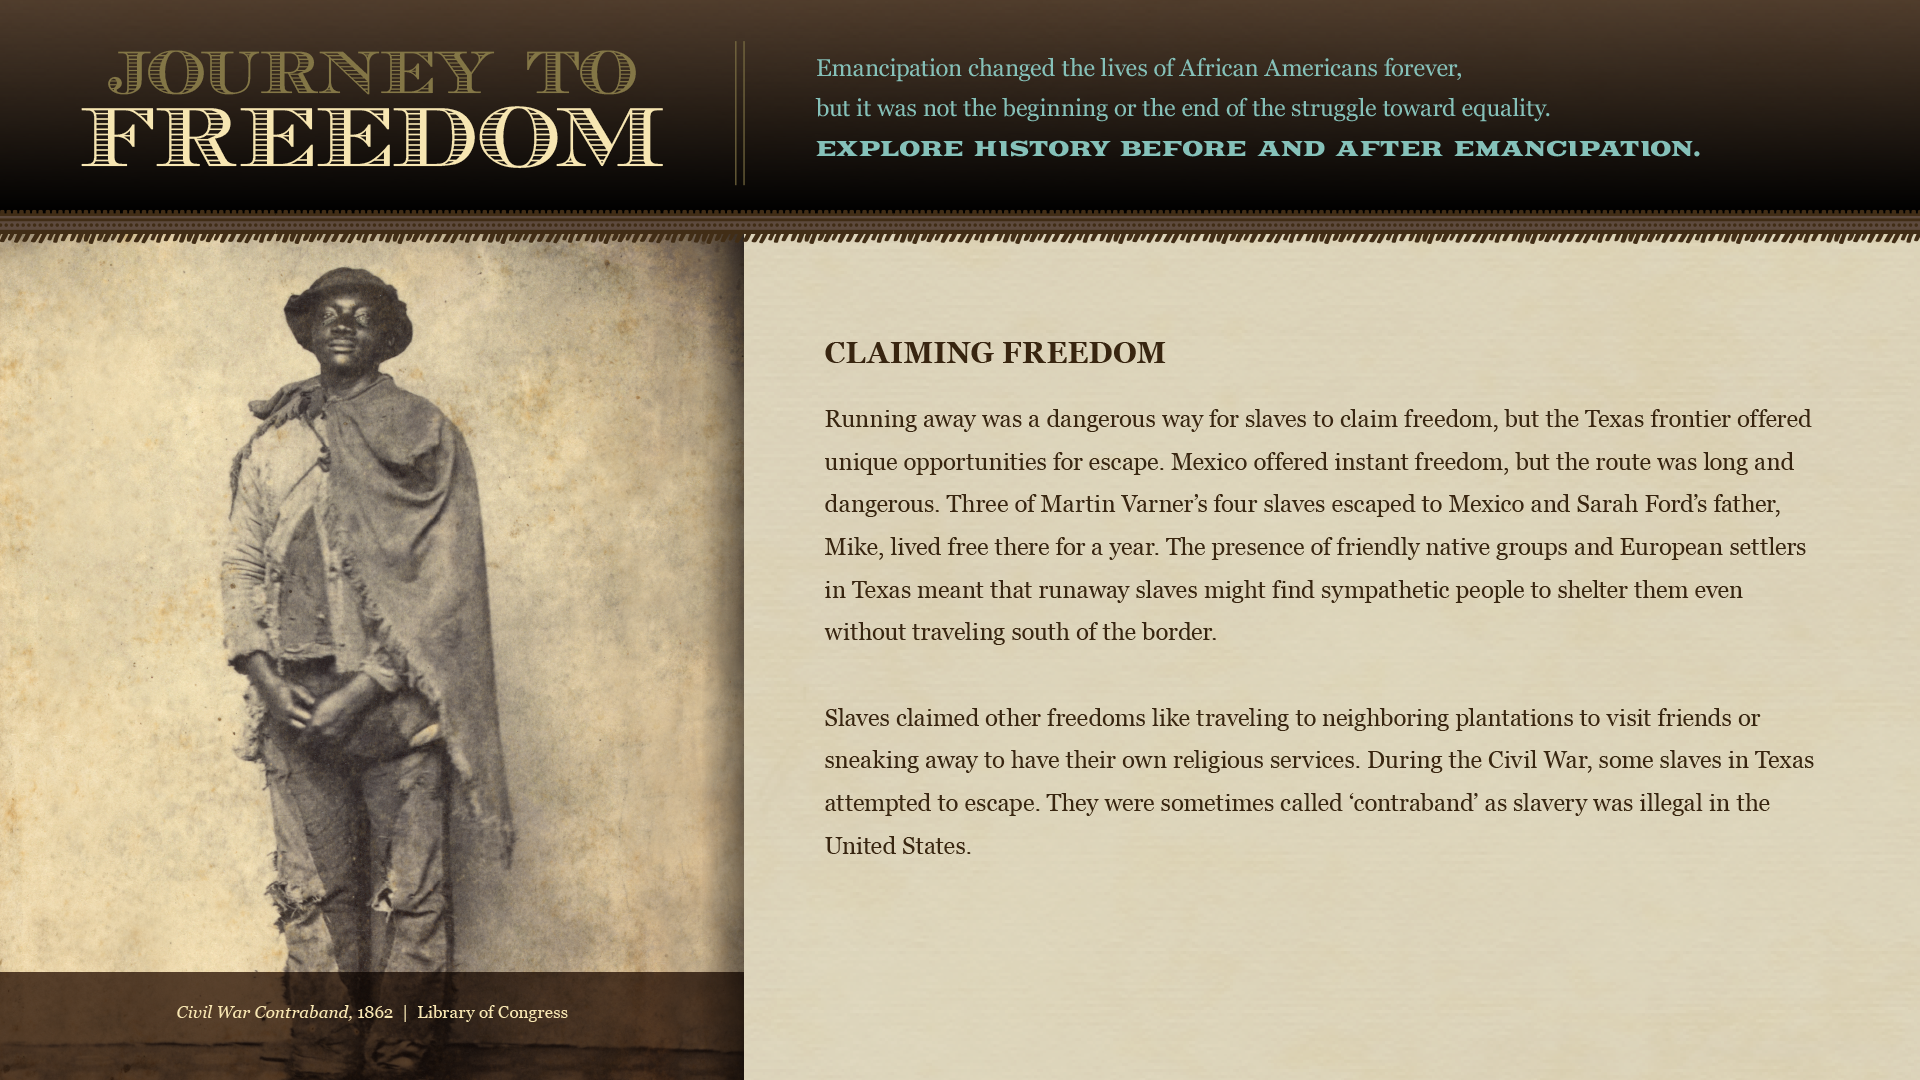 JOURNEY TO
FREEDOM
Emancipation changed the lives of African Americans forever,
but it was not the beginning or the end of the struggle toward equality.
EXPLORE HISTORY BEFORE AND AFTER EMANCIPATION.
CLAIMING FREEDOM
Running away was a dangerous way for slaves to claim freedom, but the Texas frontier offered
unique opportunities for escape. Mexico offered instant freedom, but the route was long and
dangerous. Three of Martin Varner’s four slaves escaped to Mexico and Sarah Ford’s father,
Mike, lived free there for a year. The presence of friendly native groups and European settlers
in Texas meant that runaway slaves might find sympathetic people to shelter them even
without traveling south of the border.
Slaves claimed other freedoms like traveling to neighboring plantations to visit friends or
sneaking away to have their own religious services. During the Civil War, some slaves in Texas
attempted to escape. They were sometimes called ‘contraband’ as slavery was illegal in the
United States.
Civil War Contraband, 1862 | Library of Congress